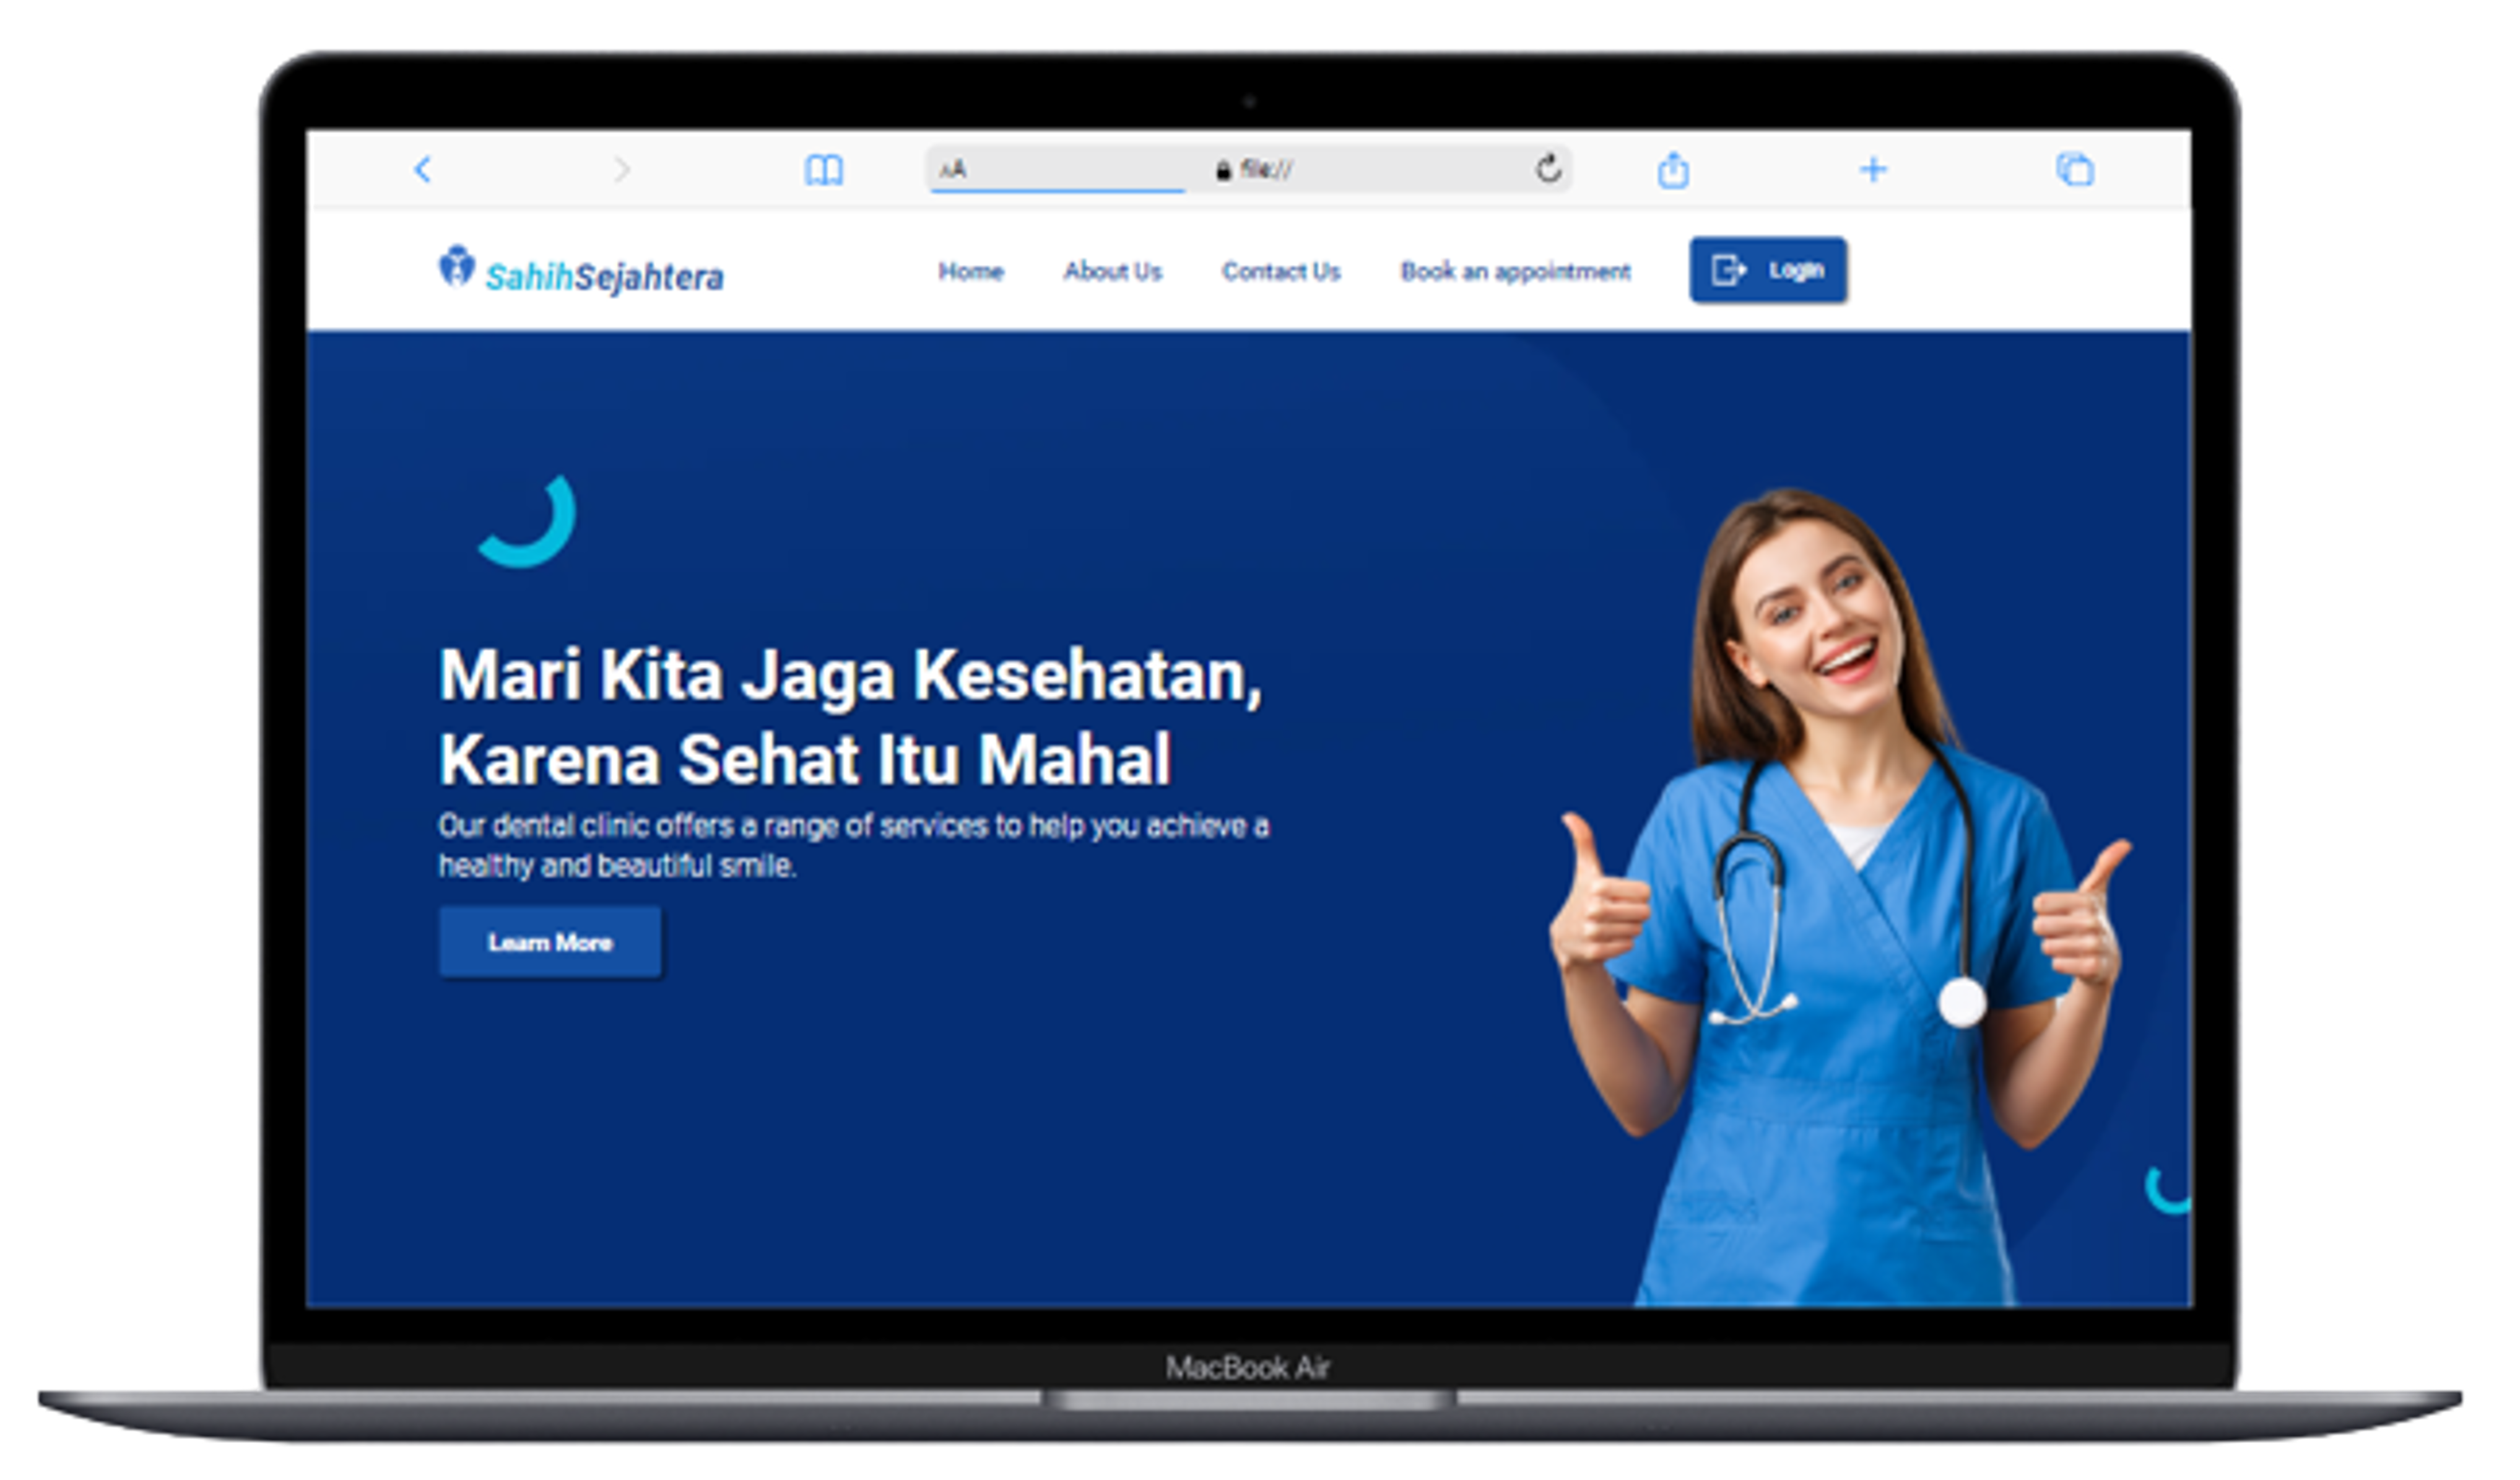 AA file://
SahihSejahtera Home About Us Contact Us Book an appointment Login
Mari Kita Jaga Kesehatan,
Karena Sehat Itu Mahal
Our dental clinic offers a range of services to help you achieve a
healthy and beautiful smile.
Learn More
MacBook Air